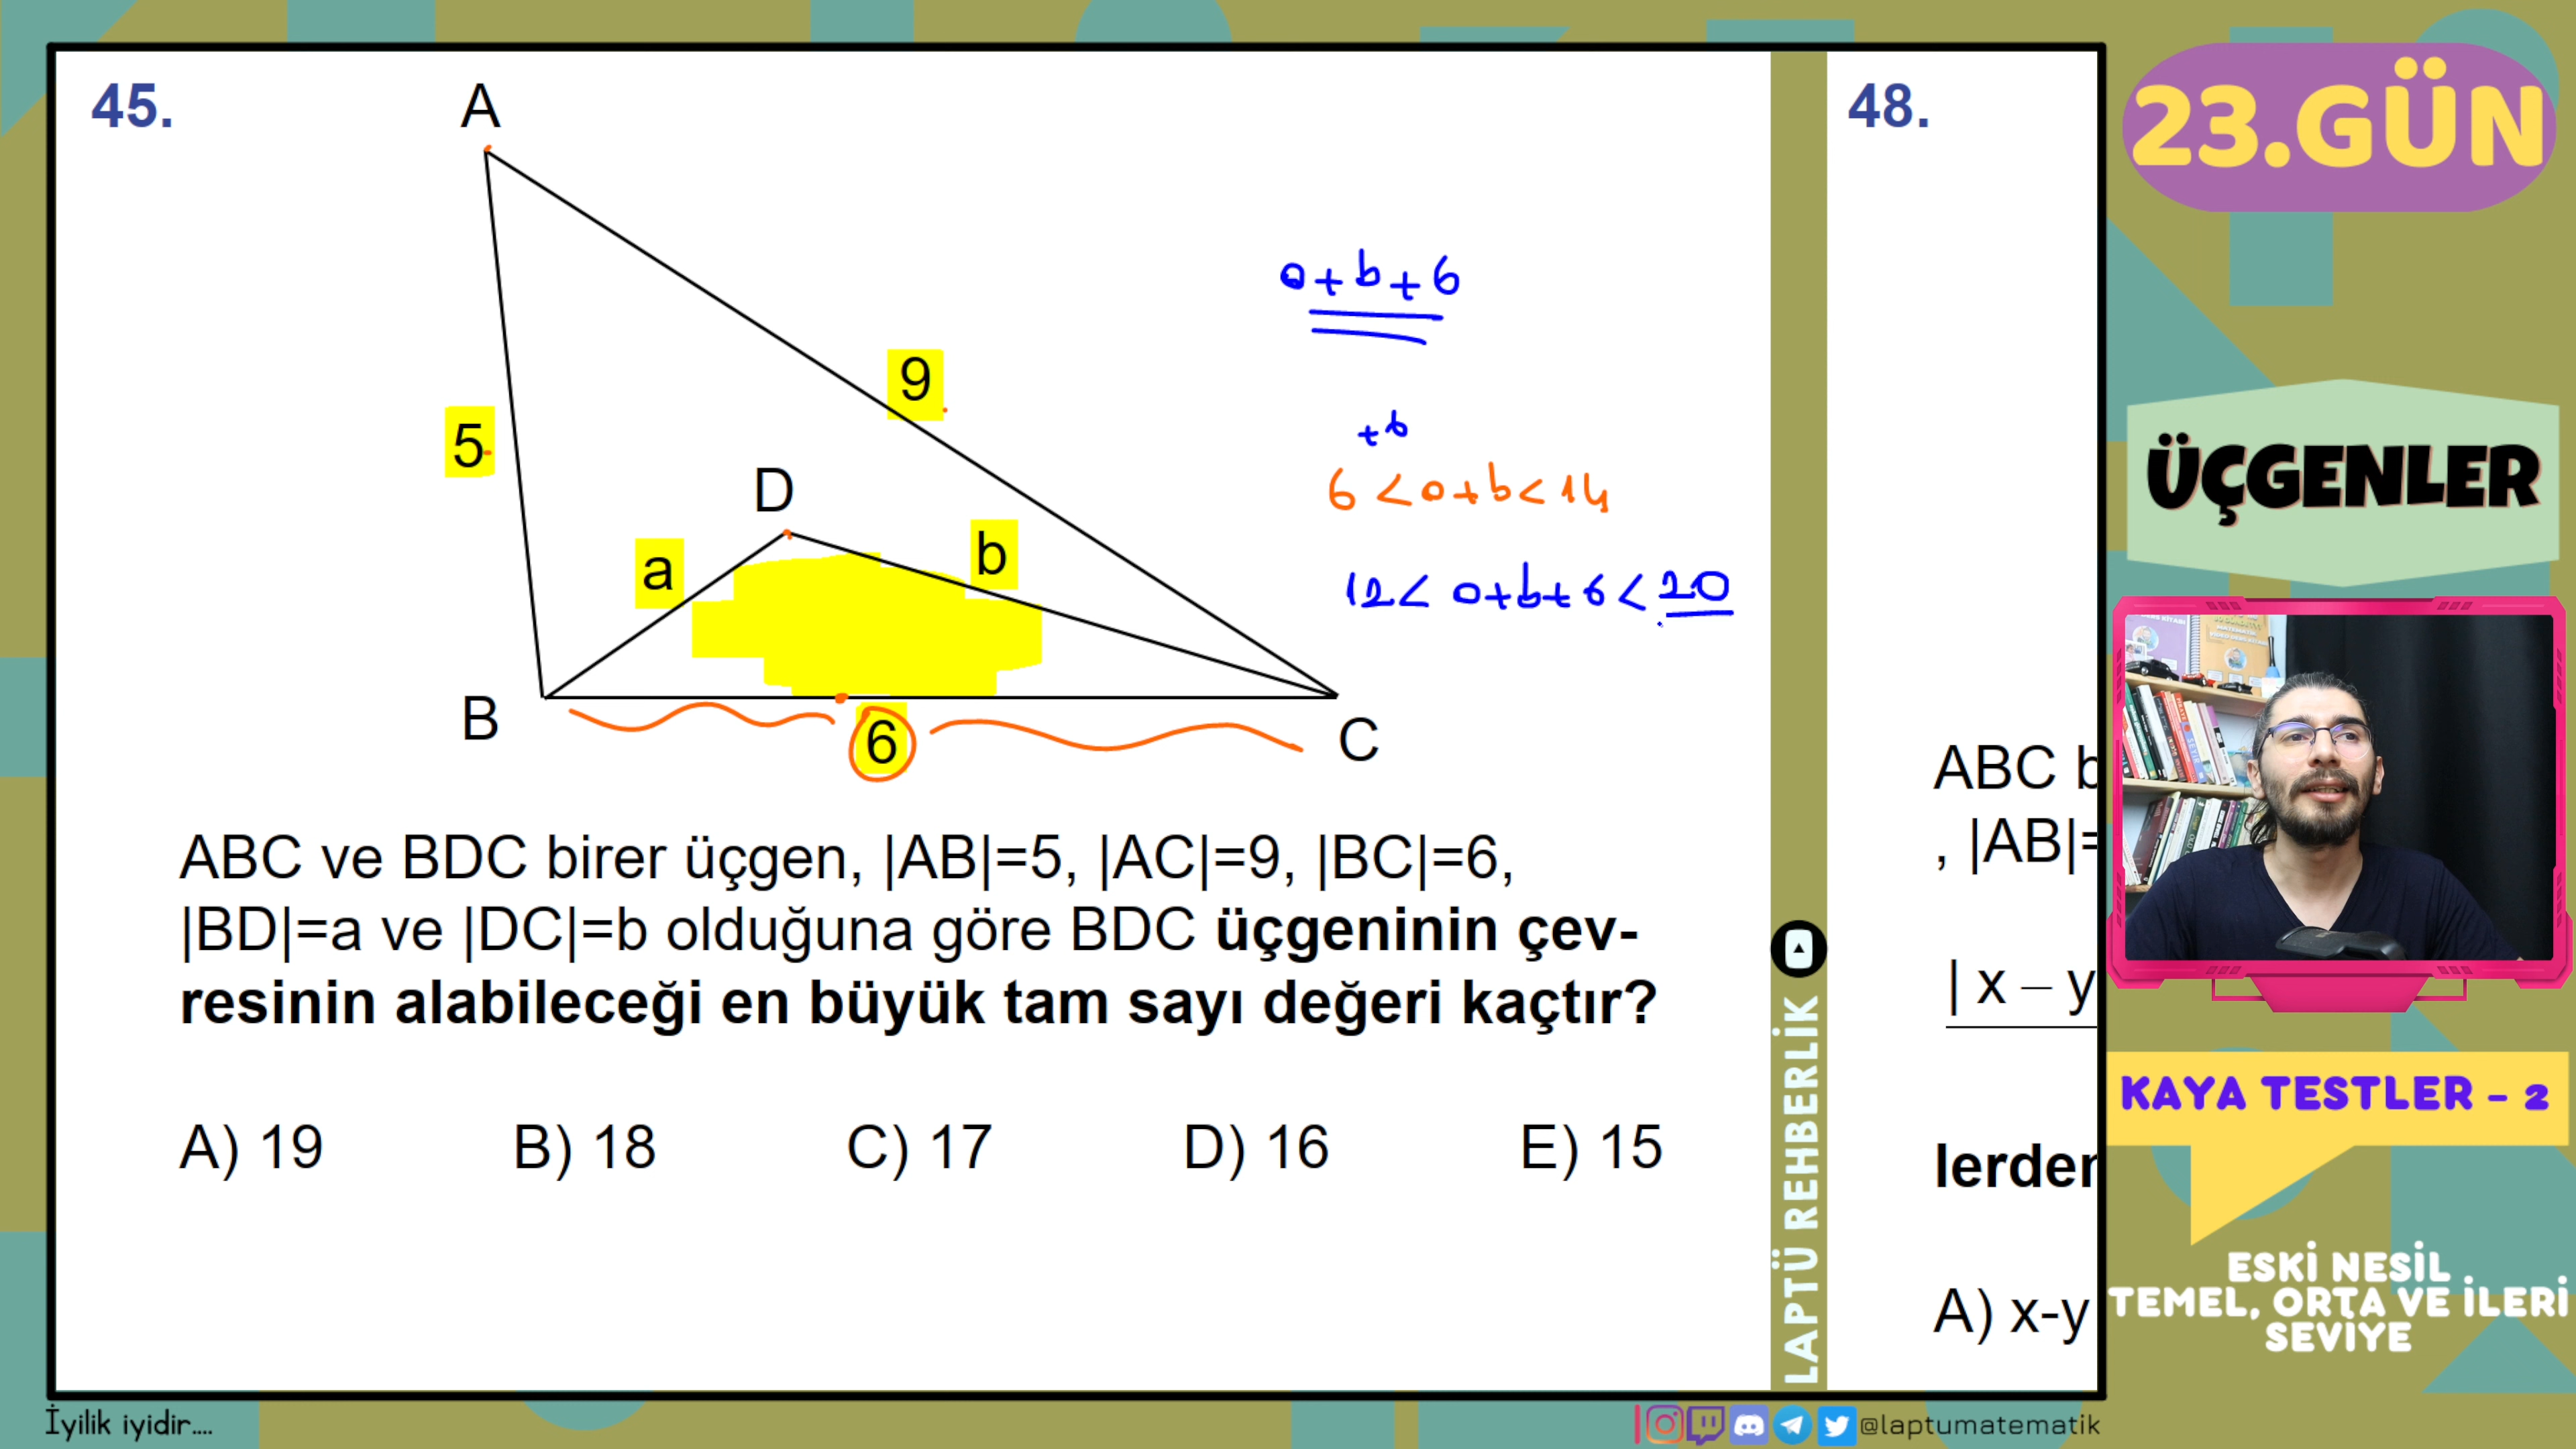 45.
A
9
5
D
a
b
B
6
C
a+b+6
+6
6<a+b<14
12<a+b+6<20
ABC ve BDC birer üçgen, |AB|=5, |AC|=9, |BC|=6,
|BD|=a ve |DC|=b olduğuna göre BDC üçgeninin çev-
resinin alabileceği en büyük tam sayı değeri kaçtır?
A) 19 B) 18 C) 17 D) 16 E) 15
LAPTÜ REHBERLİK
48.
ABC b
, |AB|=
| x – y
lerder
A) x-y
23.GÜN
ÜÇGENLER
KAYA TESTLER - 2
ESKİ NESİL
TEMEL, ORTA VE İLERİ
SEVİYE
İyilik iyidir....
@laptumatematik